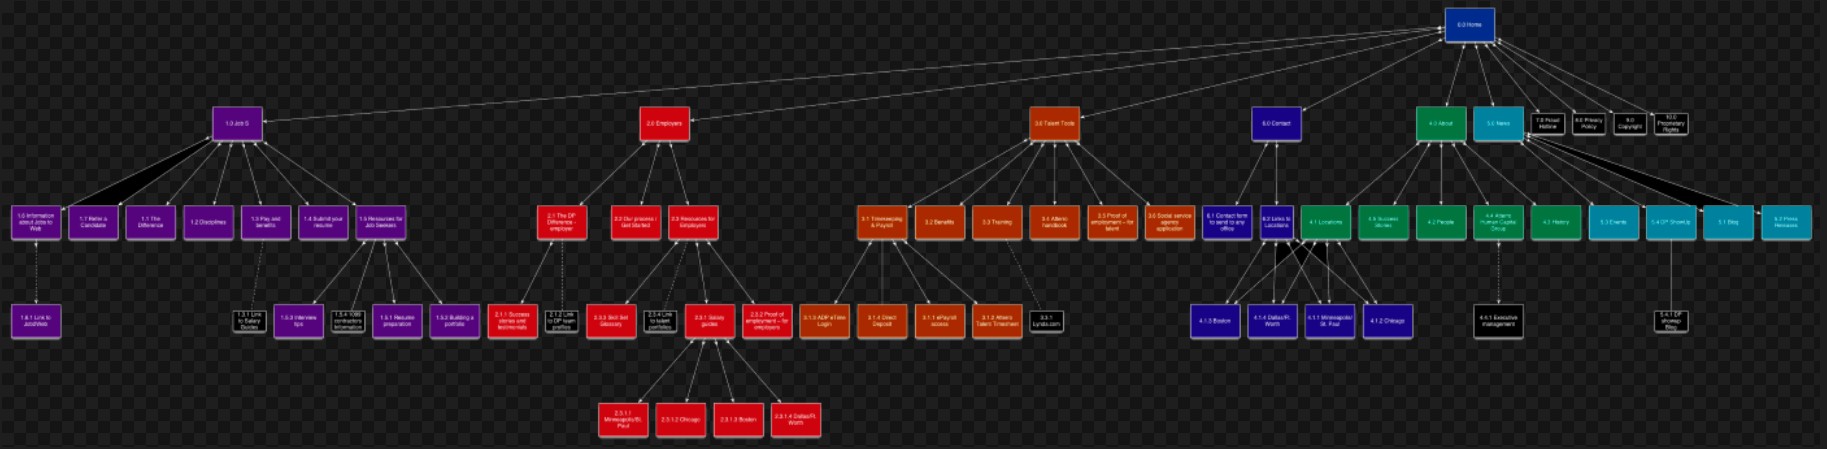 0.0 Home
1.0 Job S
2.0 Employers
3.0 Talent Tools
6.0 Contact
4.0 About
5.0 News
7.0 Fraud
Hotline
8.0 Privacy
Policy
9.0
Copyright
10.0
Proprietary
Rights
1.6 Information
about Jobs to
Web
1.7 Refer a
Candidate
1.1 The
Difference
1.2 Disciplines
1.3 Pay and
benefits
1.4 Submit your
resume
1.5 Resources for
Job Seekers
2.1 The DP
Difference -
employer
2.2 Our process /
Get Started
2.3 Resources for
Employers
3.1 Timekeeping
& Payroll
3.2 Benefits
3.3 Training
3.4 Allerio
handbook
3.5 Proof of
employment – for
talent
3.6 Social service
agency
application
6.1 Contact form
to send to any
office
6.2 Links to
Locations
4.1 Locations
4.5 Success
Stories
4.2 People
Human Capital
Group
4.3 History
5.3 Events
5.4 DP ShowUp
5.1 Blog
5.2 Press
Releases
1.6.1 Link to
JobsWeb
1.3.1 Link
to Salary
Guides
1.5.3 Interview
tips
1.5.4 1099
contractors
information
1.5.1 Resume
preparation
1.5.2 Building a
portfolio
2.1.1 Success
stories and
testimonials
2.1.2 Link
to DP team
profiles
Glossary
2.3.4 Link
to talent
portfolios
2.3.1 Salary
guides
2.3.2 Proof of
employment – for
employers
3.1.3 ADP eTime
Login
3.1.4 Direct
Deposit
3.1.1 ePayroll
access
Talent Timesheet
3.3.1
Lynda.com
6.1.3 Boston
4.1.4 Dallas/Ft.
Worth
4.1.1 Minneapolis/
St. Paul
4.1.2 Chicago
4.4.1 Executive
management
5.4.1 DP
showup
Blog
2.3.1.1
Minneapolis/St.
Paul
2.3.1.2 Chicago
2.3.1.3 Boston
2.3.1.4 Dallas/Ft.
Worth